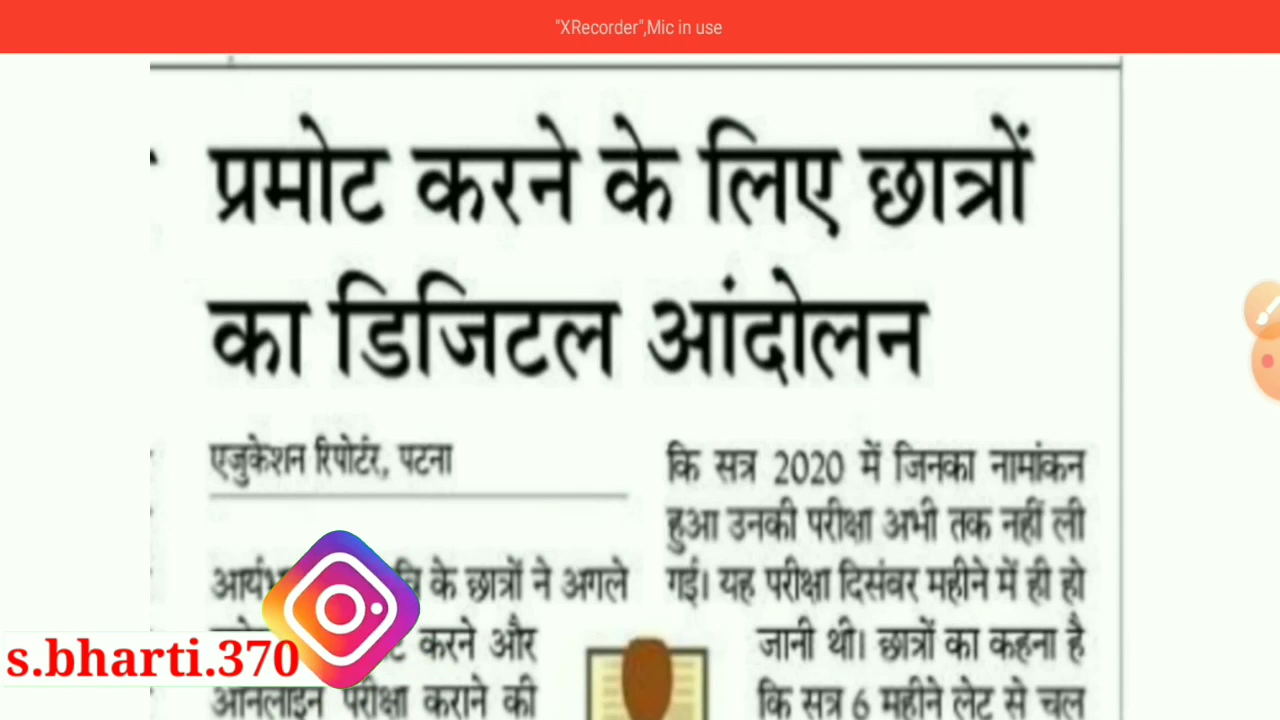 "XRecorder",Mic in use
प्रमोट करने के लिए छात्रों
का डिजिटल आंदोलन
एजुकेशन रिपोर्टर, पटना
के छात्रों ने अगले
करने और
ऑनलाइन परीक्षा कराने की
कि सत्र 2020 में जिनका नामांकन
हुआ उनकी परीक्षा अभी तक नहीं ली
गई। यह परीक्षा दिसंबर महीने में ही हो
जानी थी। छात्रों का कहना है
कि सत्र 6 महीने लेट से चल
s.bharti.370